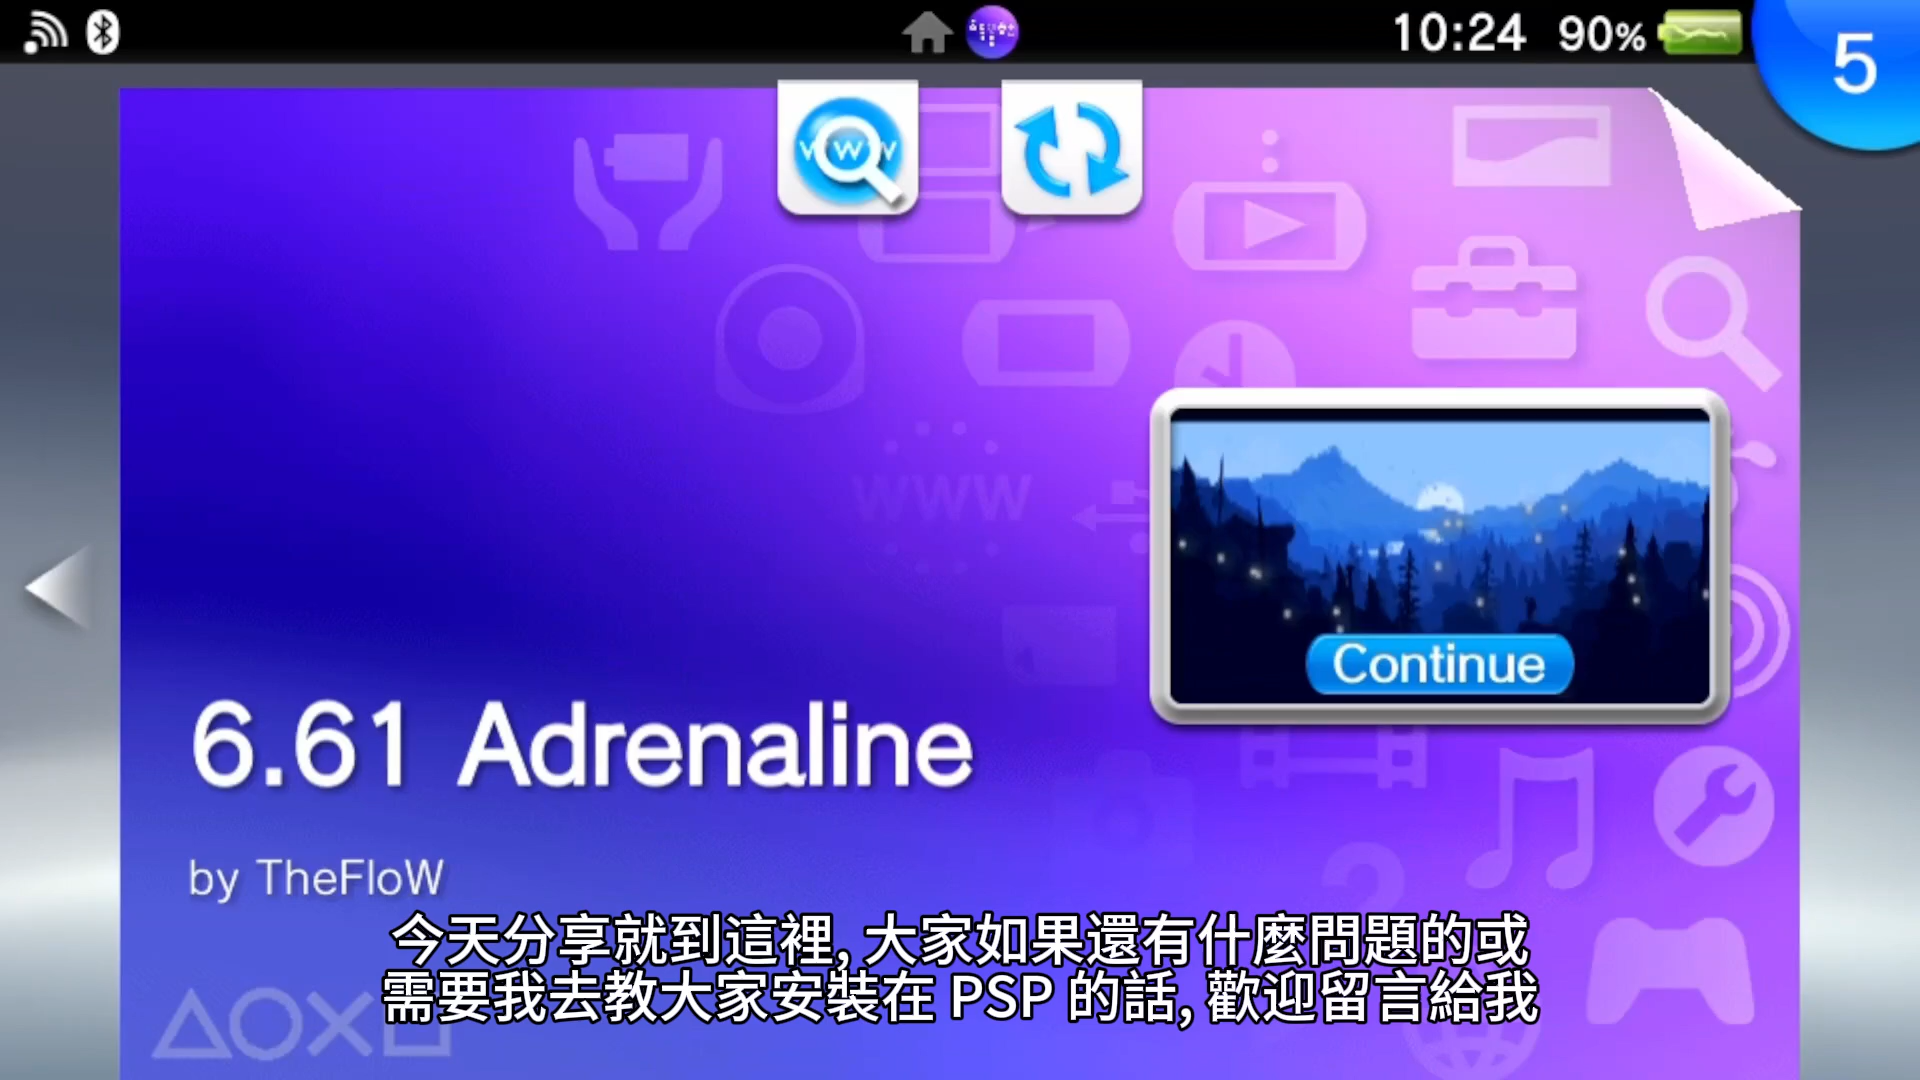 10:24 90% 5
WWW
WWW
Continue
6.61 Adrenaline
by TheFloW
今天分享就到這裡, 大家如果還有什麼問題的或
需要我去教大家安裝在 PSP 的話, 歡迎留言給我